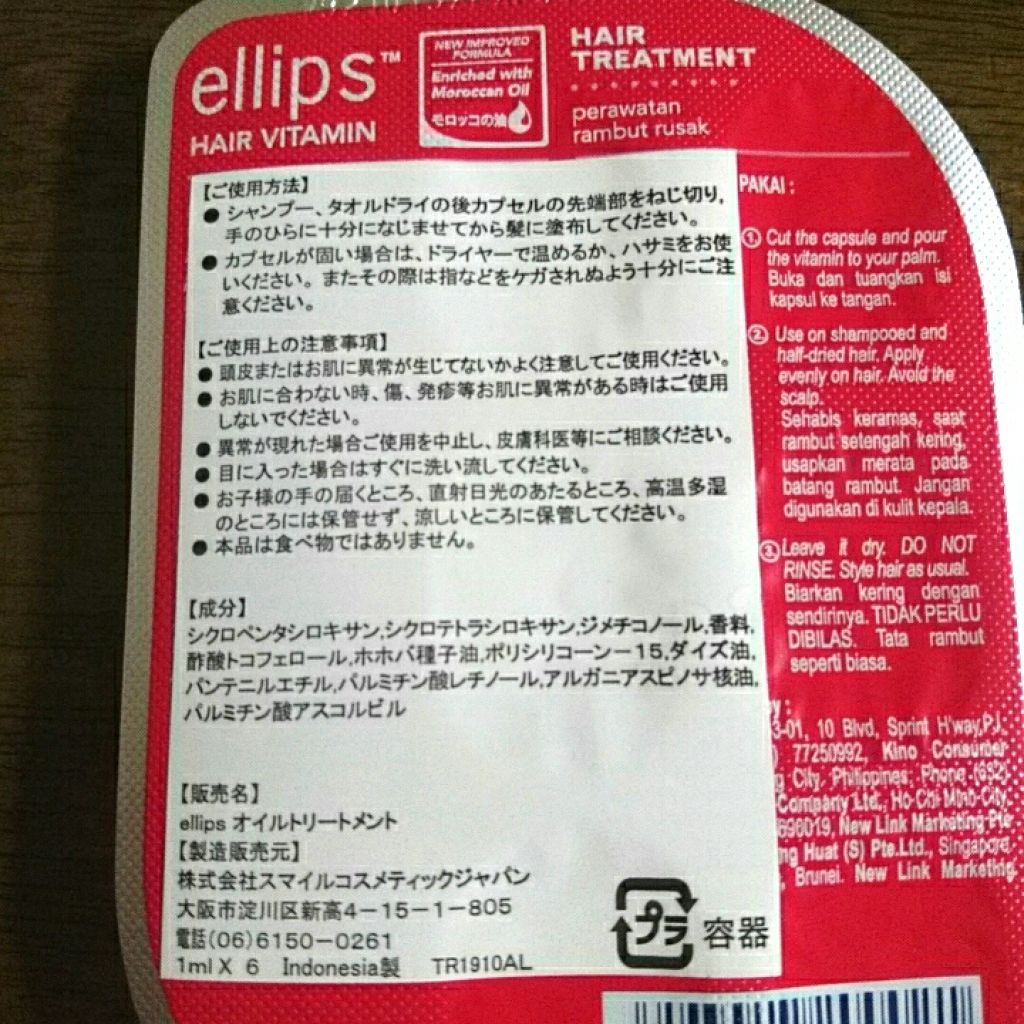 ellips™
HAIR VITAMIN
NEW IMPROVED
FORMULA
Enriched with
Moroccan Oil
モロッコの油
HAIR
TREATMENT
perawatan
rambut rusak
【ご使用方法】
● シャンプー、タオルドライの後カプセルの先端部をねじ切り,
手のひらに十分になじませてから髪に塗布してください。
● カプセルが固い場合は、ドライヤーで温めるか、ハサミをお使
いください。またその際は指などをケガされぬよう十分にご注
意ください。
【ご使用上の注意事項】
● 頭皮またはお肌に異常が生じてないかよく注意してご使用ください。
● お肌に合わない時、傷、発疹等お肌に異常がある時はご使用
しないでください。
● 異常が現れた場合ご使用を中止し、皮膚科医等にご相談ください。
● 目に入った場合はすぐに洗い流してください。
● お子様の手の届くところ、直射日光のあたるところ、高温多湿
のところには保管せず、涼しいところに保管してください。
● 本品は食べ物ではありません。
【成分】
シクロペンタシロキサン,シクロテトラシロキサン,ジメチコノール,香料,
酢酸トコフェロール,ホホバ種子油,ポリシリコーンー15,ダイズ油,
パンテニルエチル,パルミチン酸レチノール,アルガニアスピノサ核油,
パルミチン酸アスコルビル
【販売名】
ellips オイルトリートメント
【製造販売元】
株式会社スマイルコスメティックジャパン
大阪市淀川区新高4－15－1－805
電話(06)6150－0261
1ml X 6 Indonesia製 TR1910AL
プラ
容器
PAKAI :
① Cut the capsule and pour
the vitamin to your palm.
Buka dan tuangkan isi
kapsul ke tangan.
② Use on shampooed and
half-dried hair. Apply
evenly on hair. Avoid the
scalp.
Sehabis keramas, saat
rambut setengah kering,
usapkan merata pada
batang rambut. Jangan
digunakan di kulit kepala.
③ Leave it dry. DO NOT
RINSE. Style hair as usual.
Biarkan kering dengan
sendirinya. TIDAK PERLU
DIBILAS. Tata rambut
seperti biasa.
3-01, 10 Blvd, Sprint H'way,P.J.
77250992, Kino Consumer
City, Philippines. Phone (632)
Company Ltd., Ho Chi Minh City
696019, New Link Marketing Pte
Huat (S) Pte.Ltd., Singapore.
, Brunei. New Link Marketing